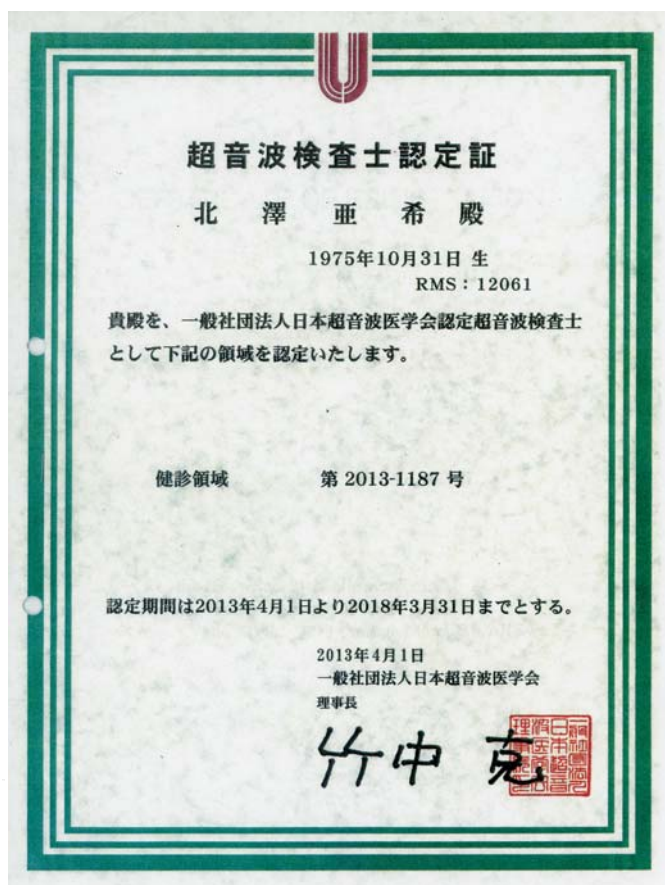 超音波検査士認定証
北 澤 亜 希 殿
1975年10月31日 生
RMS：12061
貴殿を、一般社団法人日本超音波医学会認定超音波検査士
として下記の領域を認定いたします。
健診領域 第 2013-1187 号
認定期間は2013年4月1日より2018年3月31日までとする。
2013年4月1日
一般社団法人日本超音波医学会
理事長
竹中 克